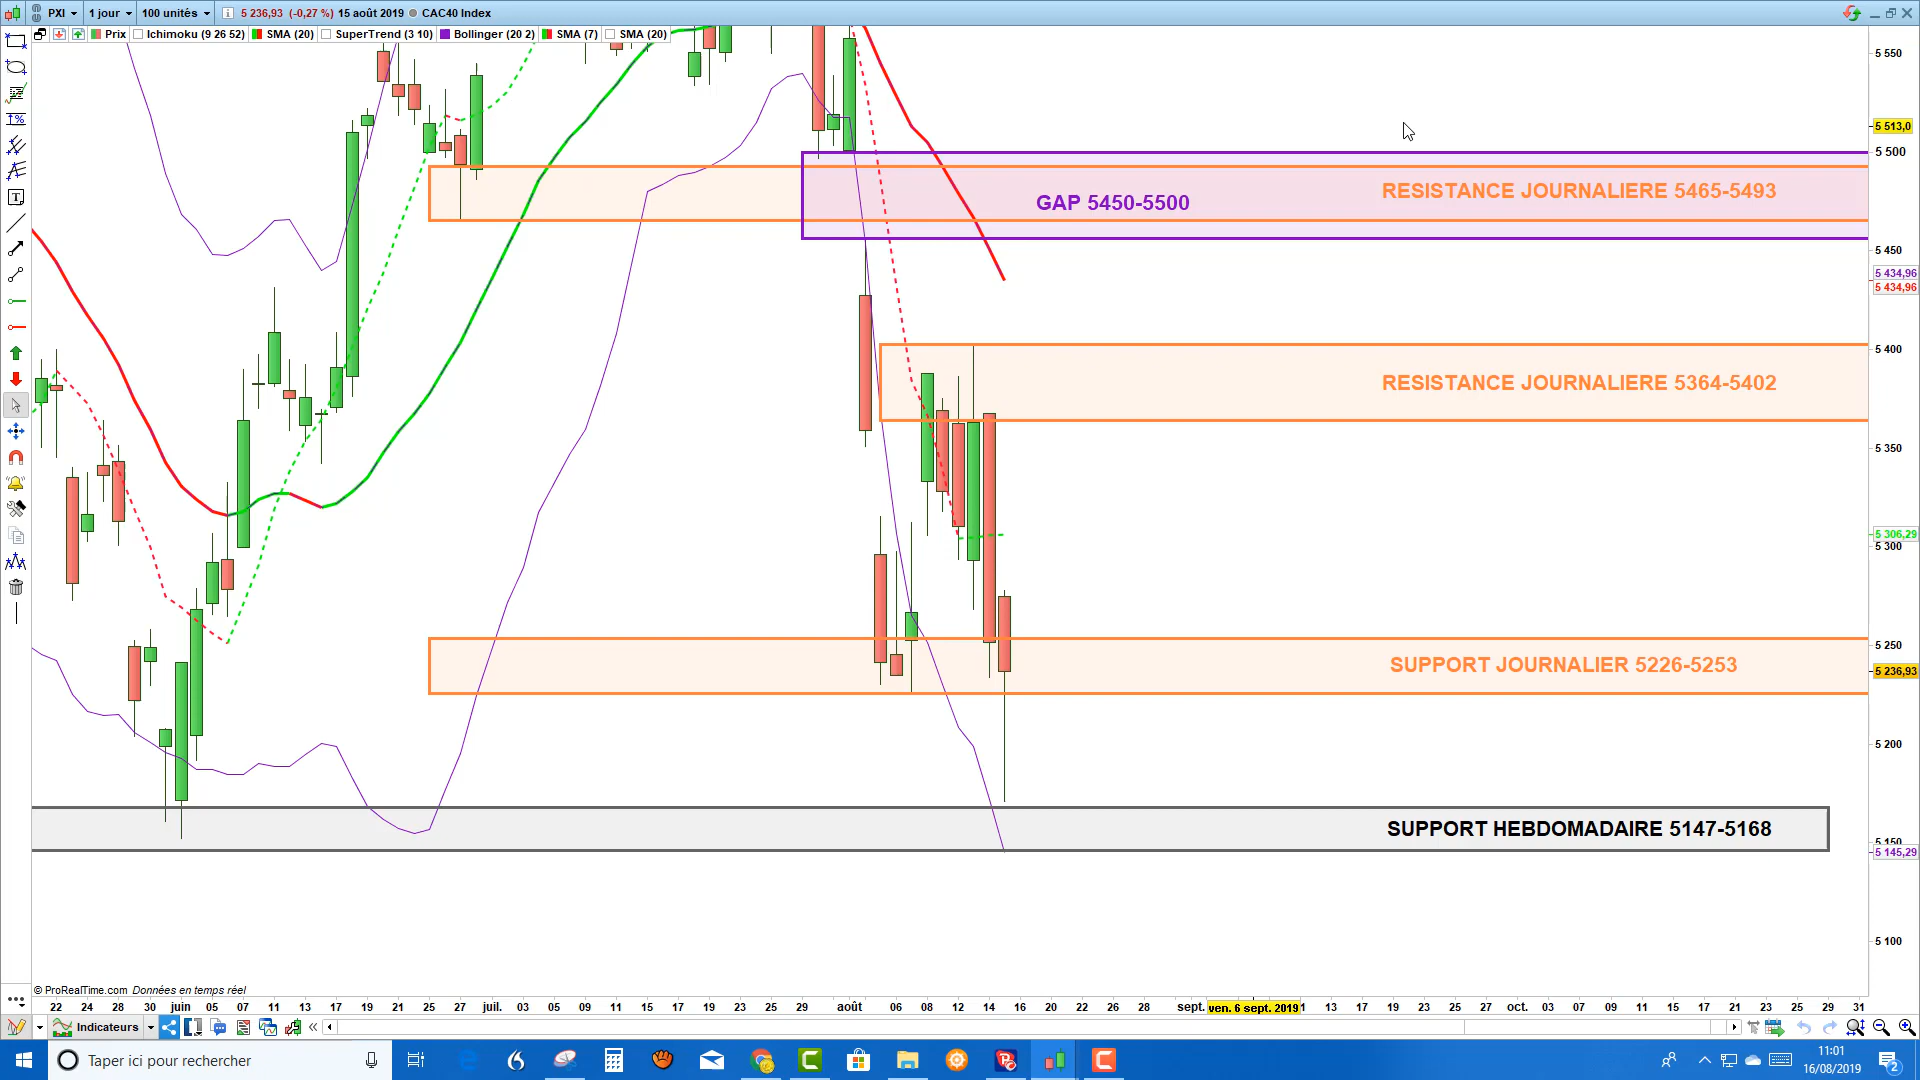 PXI 1 jour 100 unités 5 236,93 (-0,27 %) 15 août 2019 CAC40 Index
Prix Ichimoku (9 26 52) SMA (20) SuperTrend (3 10) Bollinger (20 2) SMA (7) SMA (20)
5 550
5 513,0
5 500
RESISTANCE JOURNALIERE 5465-5493
GAP 5450-5500
5 450
5 434,96
5 434,96
5 400
RESISTANCE JOURNALIERE 5364-5402
5 350
5 306,29
5 300
5 250
SUPPORT JOURNALIER 5226-5253
5 236,93
5 200
SUPPORT HEBDOMADAIRE 5147-5168
5 150
5 145,29
5 100
© ProRealTime.com Données en temps réel
22 24 28 30 juin 05 07 11 13 17 19 21 25 27 juil. 03 05 09 11 15 17 19 23 25 29 août 06 08 12 14 16 20 22 26 28 sept. ven. 6 sept. 2019 1 13 17 19 23 25 27 oct. 03 07 09 11 15 17 21 23 25 29 31
Indicateurs
Taper ici pour rechercher
11:01
16/08/2019
2